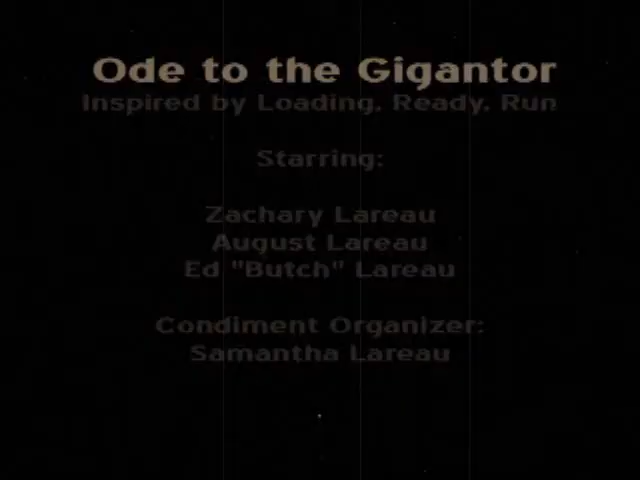 Ode to the Gigantor
Inspired by Loading, Ready, Run
Starring:
Zachary Lareau
August Lareau
Ed "Butch" Lareau
Condiment Organizer:
Samantha Lareau